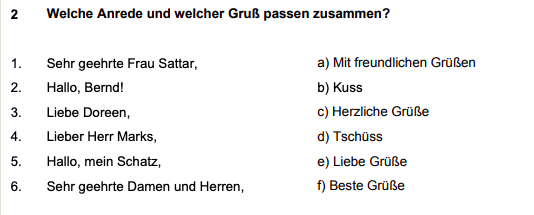 2 Welche Anrede und welcher Gruß passen zusammen?
1. Sehr geehrte Frau Sattar, a) Mit freundlichen Grüßen
2. Hallo, Bernd! b) Kuss
3. Liebe Doreen, c) Herzliche Grüße
4. Lieber Herr Marks, d) Tschüss
5. Hallo, mein Schatz, e) Liebe Grüße
6. Sehr geehrte Damen und Herren, f) Beste Grüße